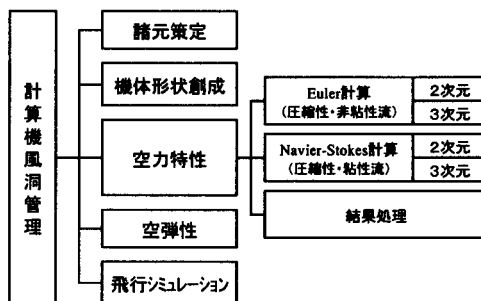 計算機風洞管理
諸元策定
機体形状創成
空力特性
空弾性
飛行シミュレーション
Euler計算
(圧縮性・非粘性流)
2次元
3次元
Navier-Stokes計算
(圧縮性・粘性流)
2次元
3次元
結果処理